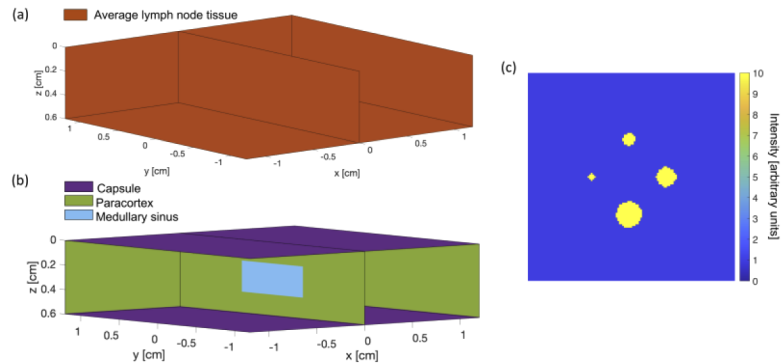 (a)
Average lymph node tissue
0
0.2
0.4
0.6
z [cm]
1
0.5
0
-0.5
-1
y [cm]
-1
-0.5
0
0.5
1
x [cm]
(b)
Capsule
Paracortex
Medullary sinus
0
0.2
0.4
0.6
z [cm]
1
0.5
0
-0.5
-1
y [cm]
-1
-0.5
0
0.5
1
x [cm]
(c)
10
9
8
7
6
5
4
3
2
1
0
Intensity [arbitrary units]